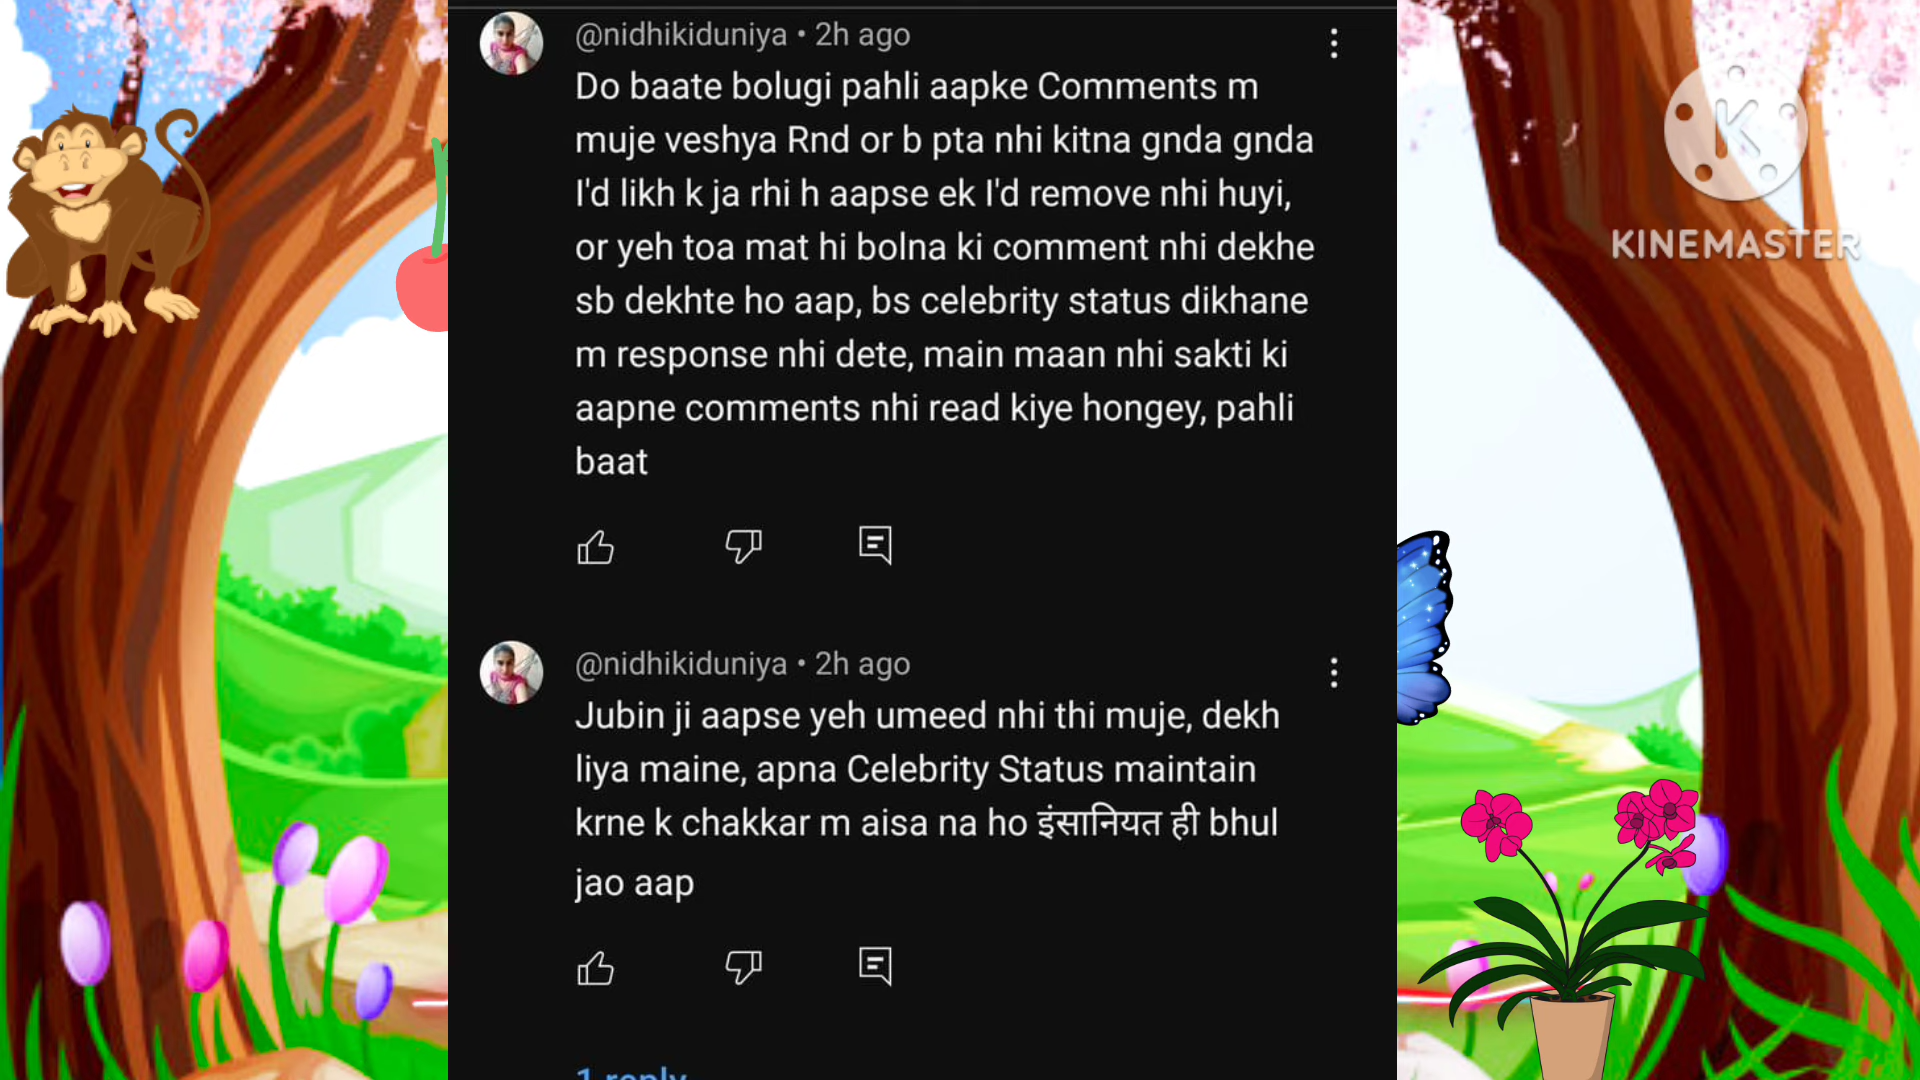 @nidhikiduniya • 2h ago
Do baate bolugi pahli aapke Comments m
muje veshya Rnd or b pta nhi kitna gnda gnda
I'd likh k ja rhi h aapse ek I'd remove nhi huyi,
or yeh toa mat hi bolna ki comment nhi dekhe
sb dekhte ho aap, bs celebrity status dikhane
m response nhi dete, main maan nhi sakti ki
aapne comments nhi read kiye hongey, pahli
baat
@nidhikiduniya • 2h ago
Jubin ji aapse yeh umeed nhi thi muje, dekh
liya maine, apna Celebrity Status maintain
krne k chakkar m aisa na ho इंसानियत ही bhul
jao aap
1 reply
K
KINEMASTER